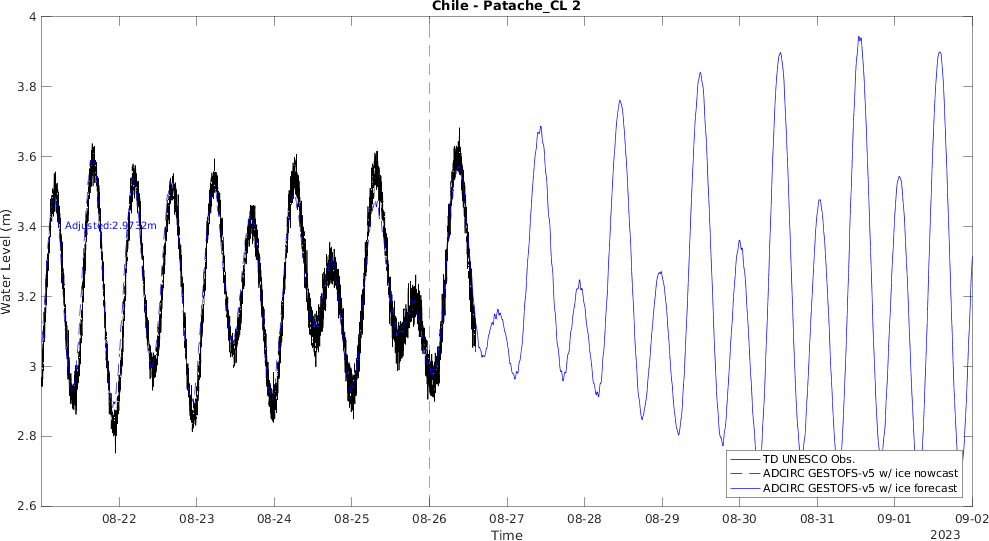 Chile - Patache_CL 2
4
3.8
3.6
3.4
3.2
3
2.8
2.6
Water Level (m)
Adjusted:2.9732m
TD UNESCO Obs.
ADCIRC GESTOFS-v5 w/ ice nowcast
ADCIRC GESTOFS-v5 w/ ice forecast
08-22 08-23 08-24 08-25 08-26 08-27 08-28 08-29 08-30 08-31 09-01 09-02
Time
2023